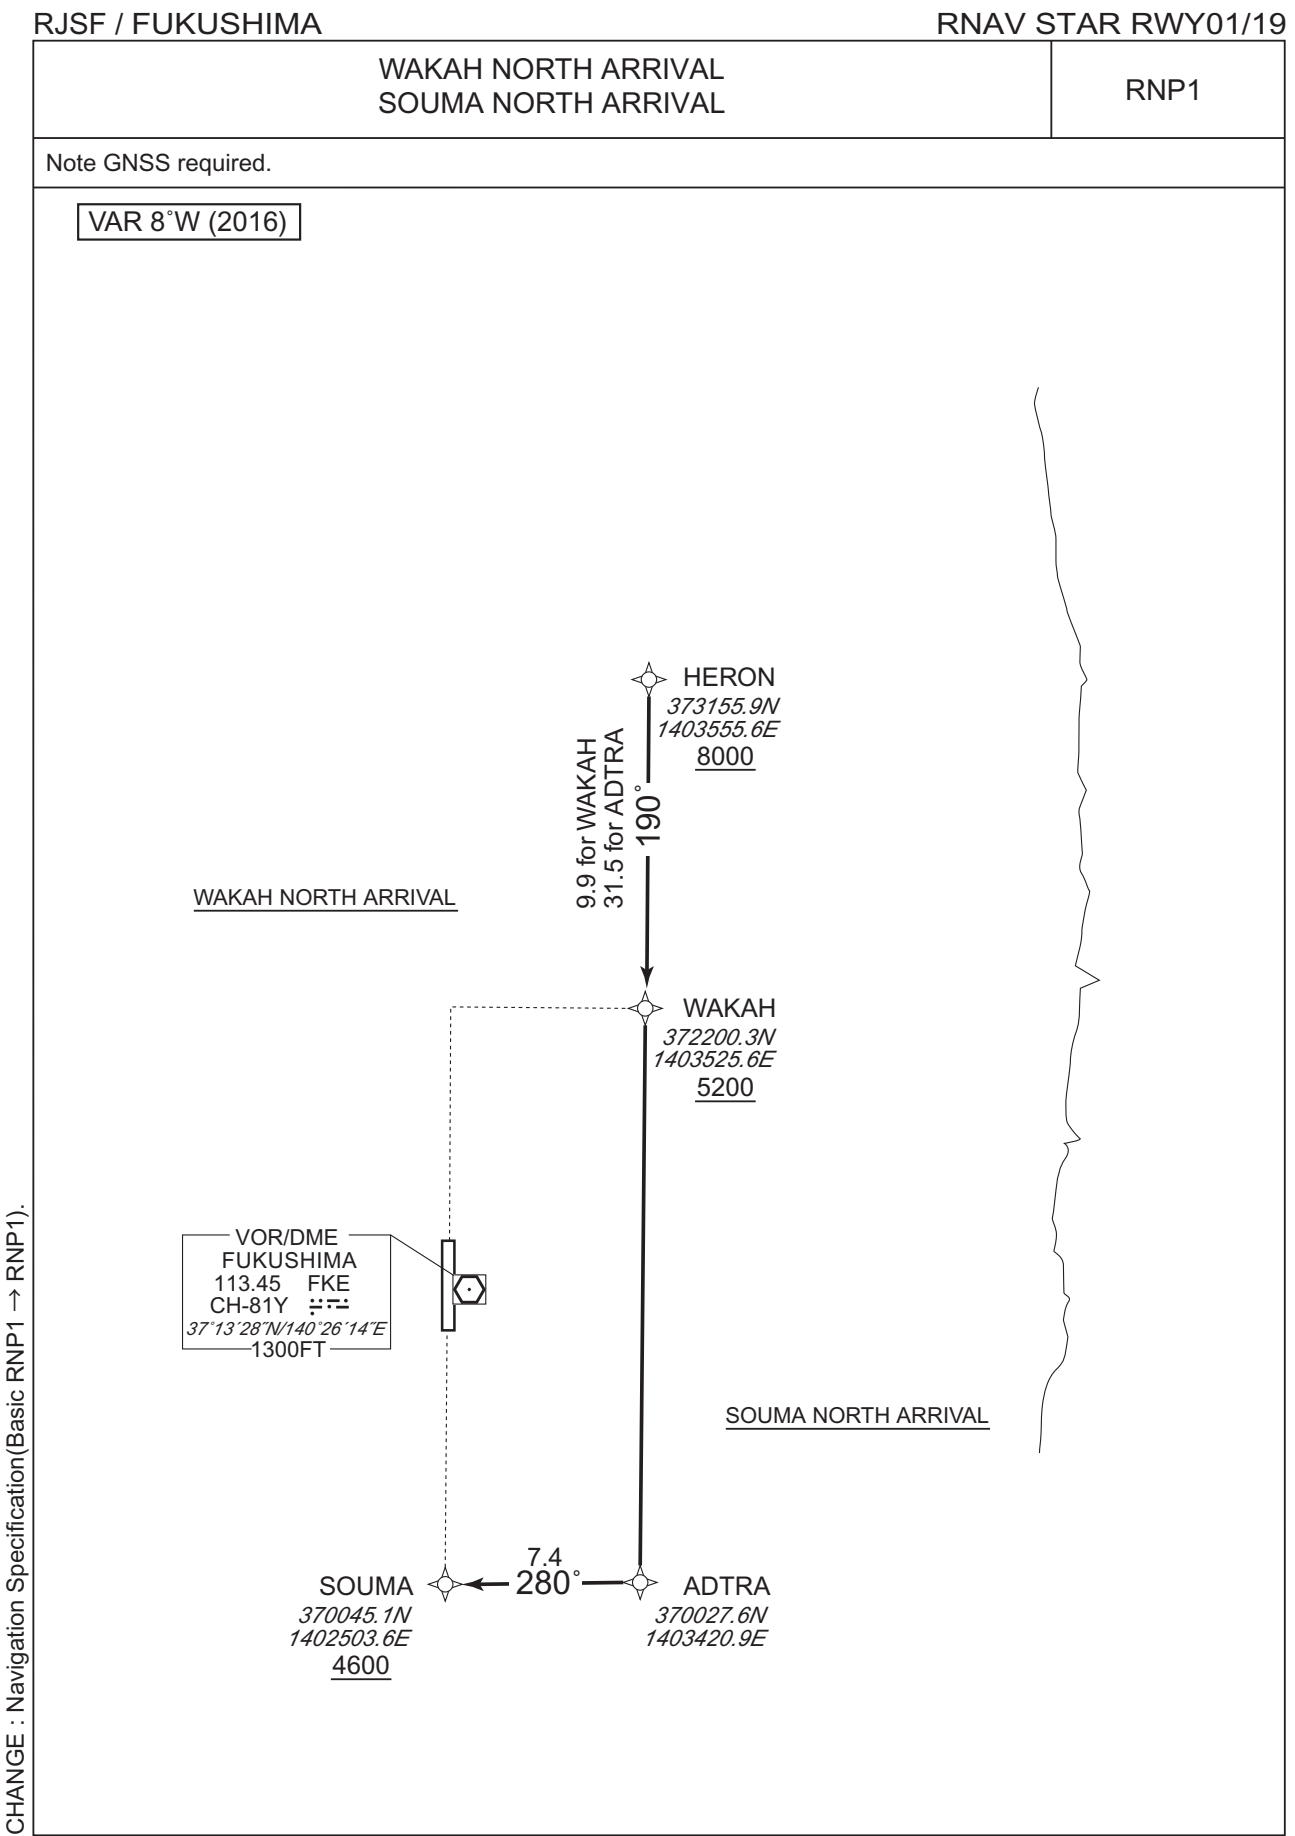 RJSF / FUKUSHIMA
RNAV STAR RWY01/19
WAKAH NORTH ARRIVAL
SOUMA NORTH ARRIVAL
RNP1
Note GNSS required.
VAR 8˚W (2016)
HERON
373155.9N
1403555.6E
8000
9.9 for WAKAH
31.5 for ADTRA
190˚
WAKAH NORTH ARRIVAL
WAKAH
372200.3N
1403525.6E
5200
VOR/DME
FUKUSHIMA
113.45 FKE
CH-81Y
37˚13´28˝N/140˚26´14˝E
1300FT
SOUMA NORTH ARRIVAL
7.4
280˚
SOUMA
370045.1N
1402503.6E
4600
ADTRA
370027.6N
1403420.9E
CHANGE : Navigation Specification(Basic RNP1 → RNP1).